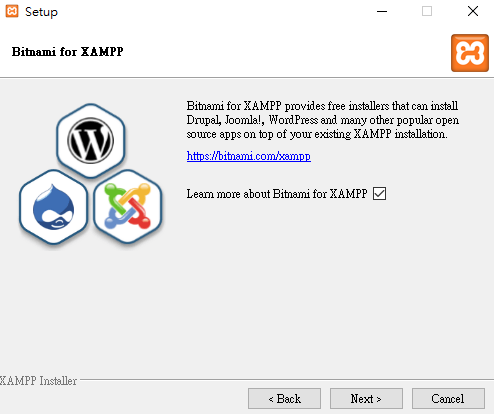 Setup
Bitnami for XAMPP
Bitnami for XAMPP provides free installers that can install
Drupal, Joomla!, WordPress and many other popular open
source apps on top of your existing XAMPP installation.
https://bitnami.com/xampp
Learn more about Bitnami for XAMPP
XAMPP Installer
< Back
Next >
Cancel